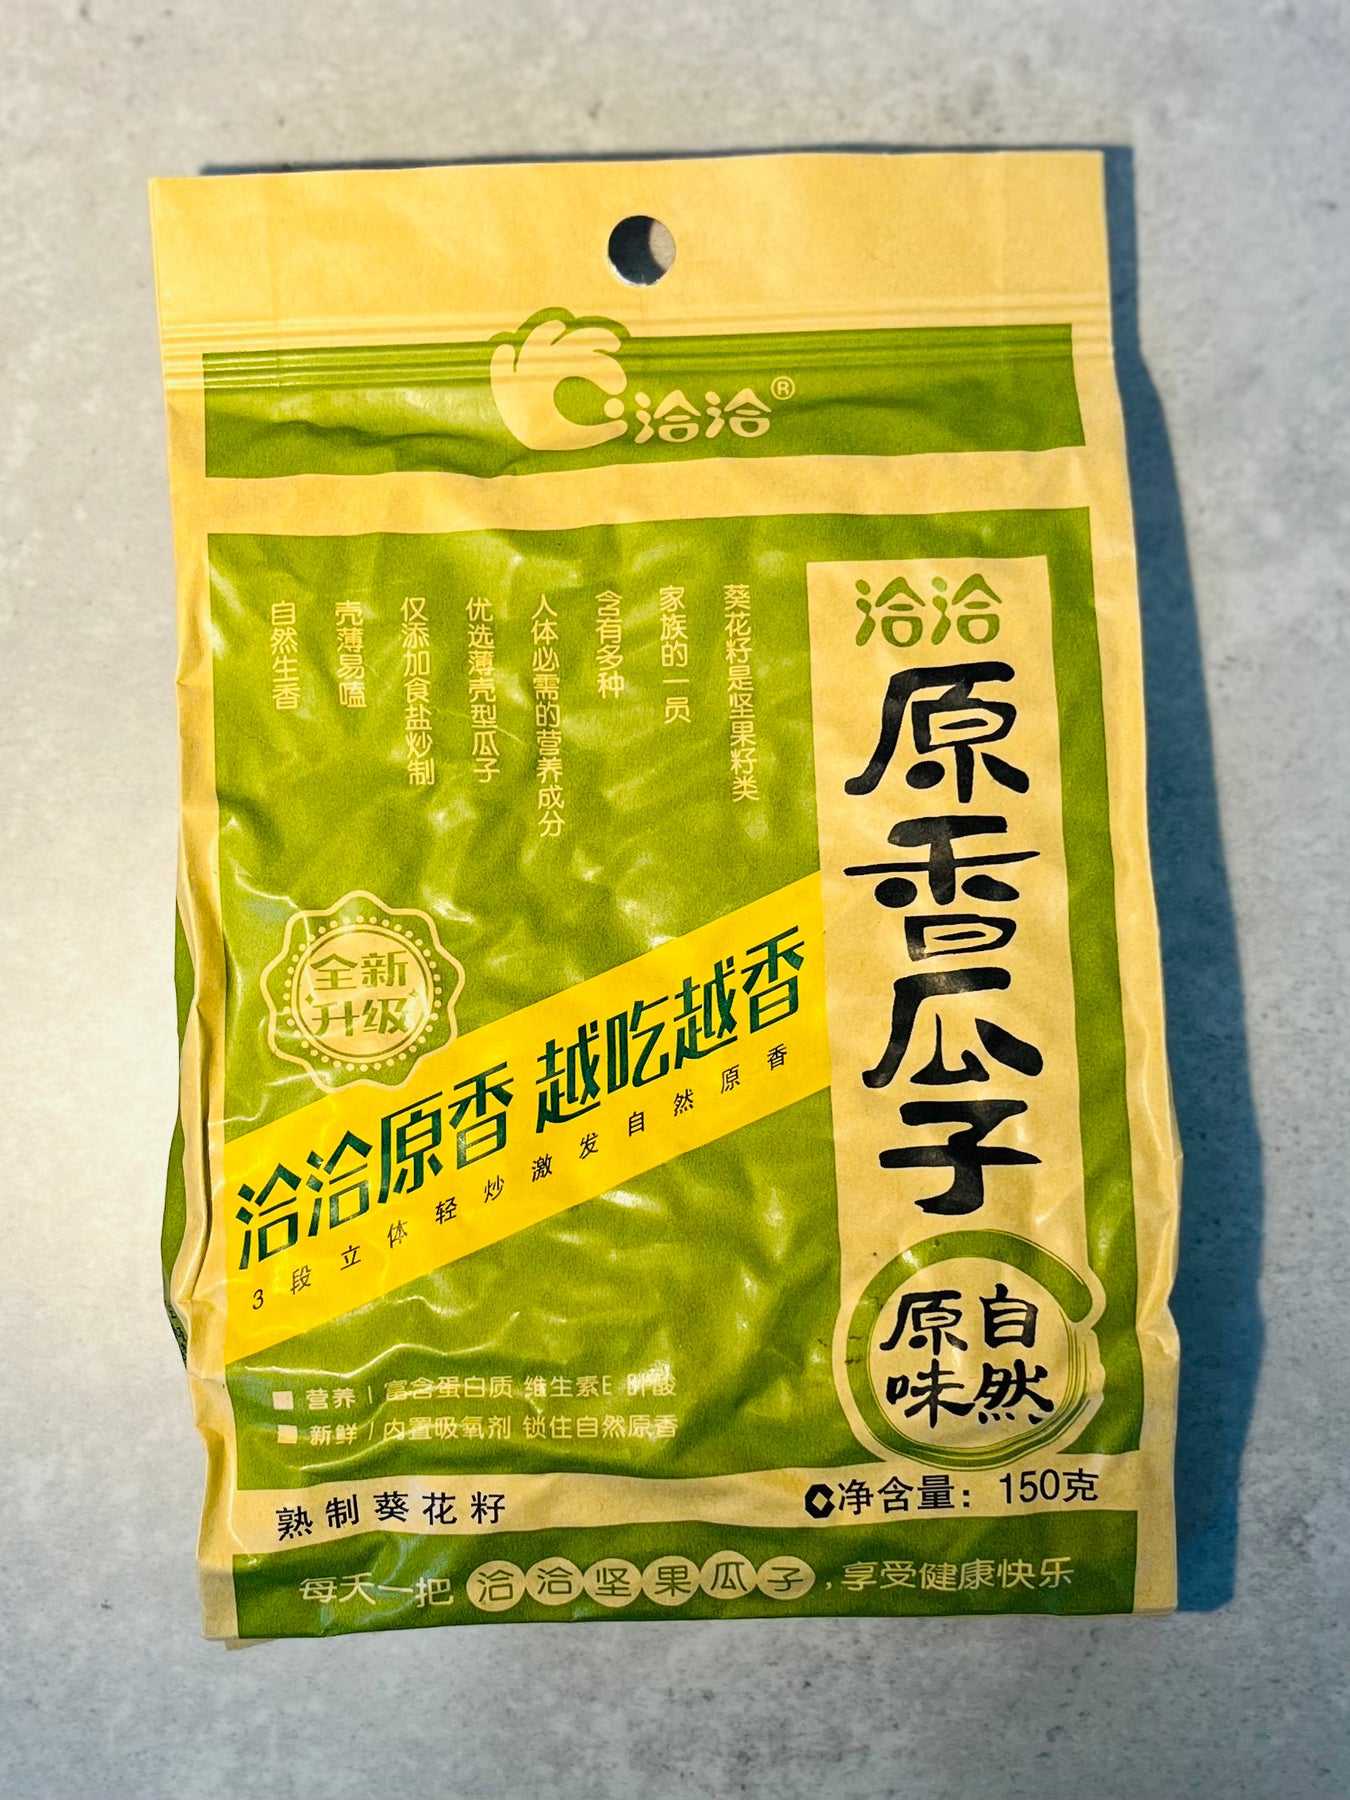 洽洽®
洽洽
原香瓜子
自然
原味
葵花籽是坚果籽类
家族的一员
含有多种
人体必需的营养成分
优选薄壳型瓜子
仅添加食盐炒制
壳薄易嗑
自然生香
全新
升级
洽洽原香 越吃越香
3段立体轻炒激发自然原香
营养 | 富含蛋白质 维生素E 叶酸
新鲜 / 内置吸氧剂 锁住自然原香
熟制葵花籽
净含量：150克
每天一把 洽洽坚果瓜子，享受健康快乐